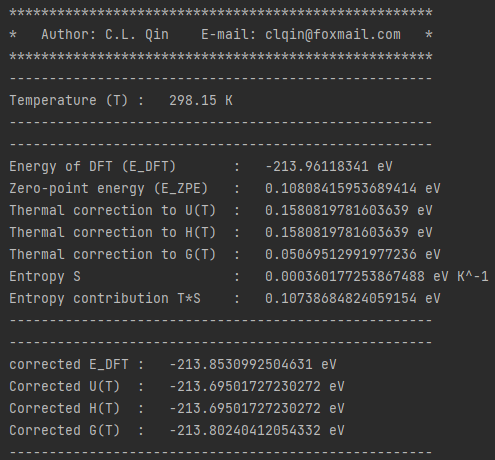 *****************************************************
*   Author: C.L. Qin    E-mail: clqin@foxmail.com   *
*****************************************************
-----------------------------------------------------
Temperature (T) :   298.15 K
-----------------------------------------------------
-----------------------------------------------------
Energy of DFT (E_DFT)       :   -213.96118341 eV
Zero-point energy (E_ZPE)   :   0.10808415953689414 eV
Thermal correction to U(T)  :   0.1580819781603639 eV
Thermal correction to H(T)  :   0.1580819781603639 eV
Thermal correction to G(T)  :   0.05069512991977236 eV
Entropy S                   :   0.000360177253867488 eV K^-1
Entropy contribution T*S    :   0.10738684824059154 eV
-----------------------------------------------------
-----------------------------------------------------
corrected E_DFT :   -213.8530992504631 eV
Corrected U(T)  :   -213.69501727230272 eV
Corrected H(T)  :   -213.69501727230272 eV
Corrected G(T)  :   -213.80240412054332 eV
-----------------------------------------------------